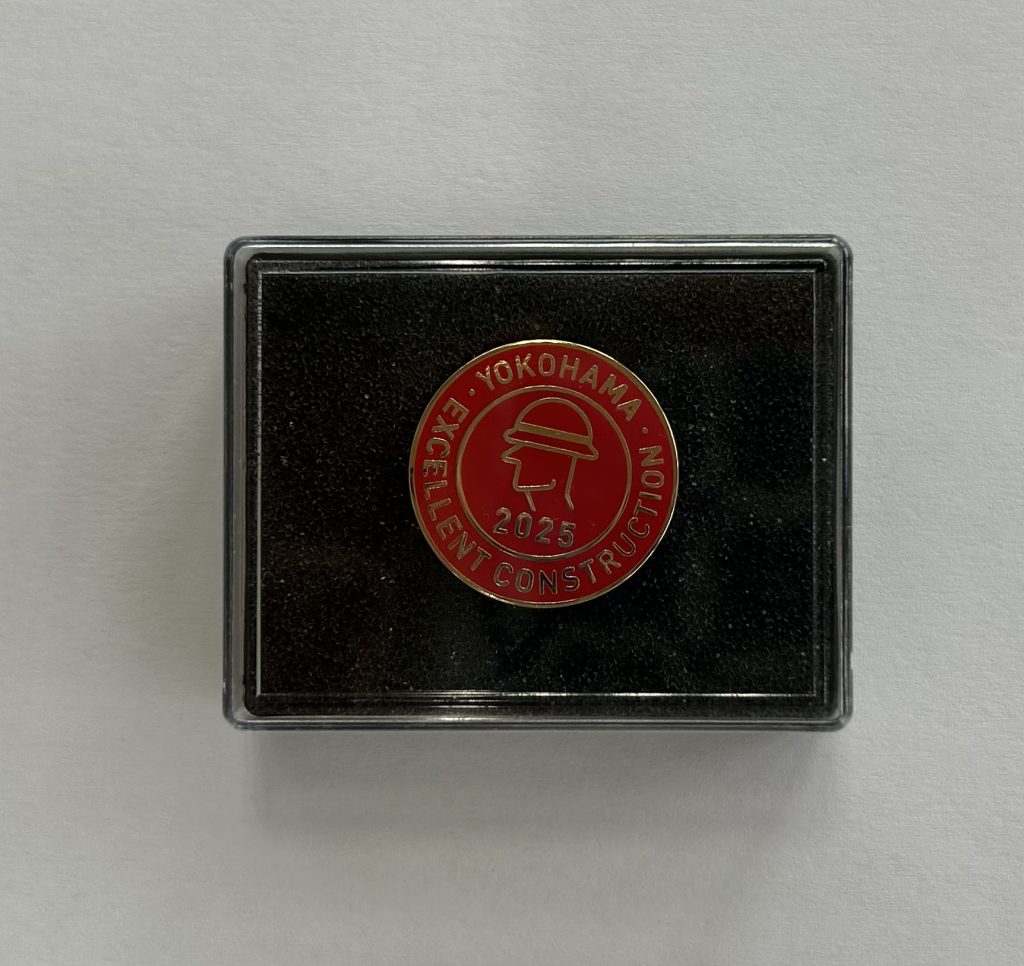 · YOKOHAMA ·
EXCELLENT CONSTRUCTION
2025